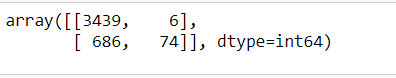 array([[3439,    6],
       [ 686,   74]], dtype=int64)